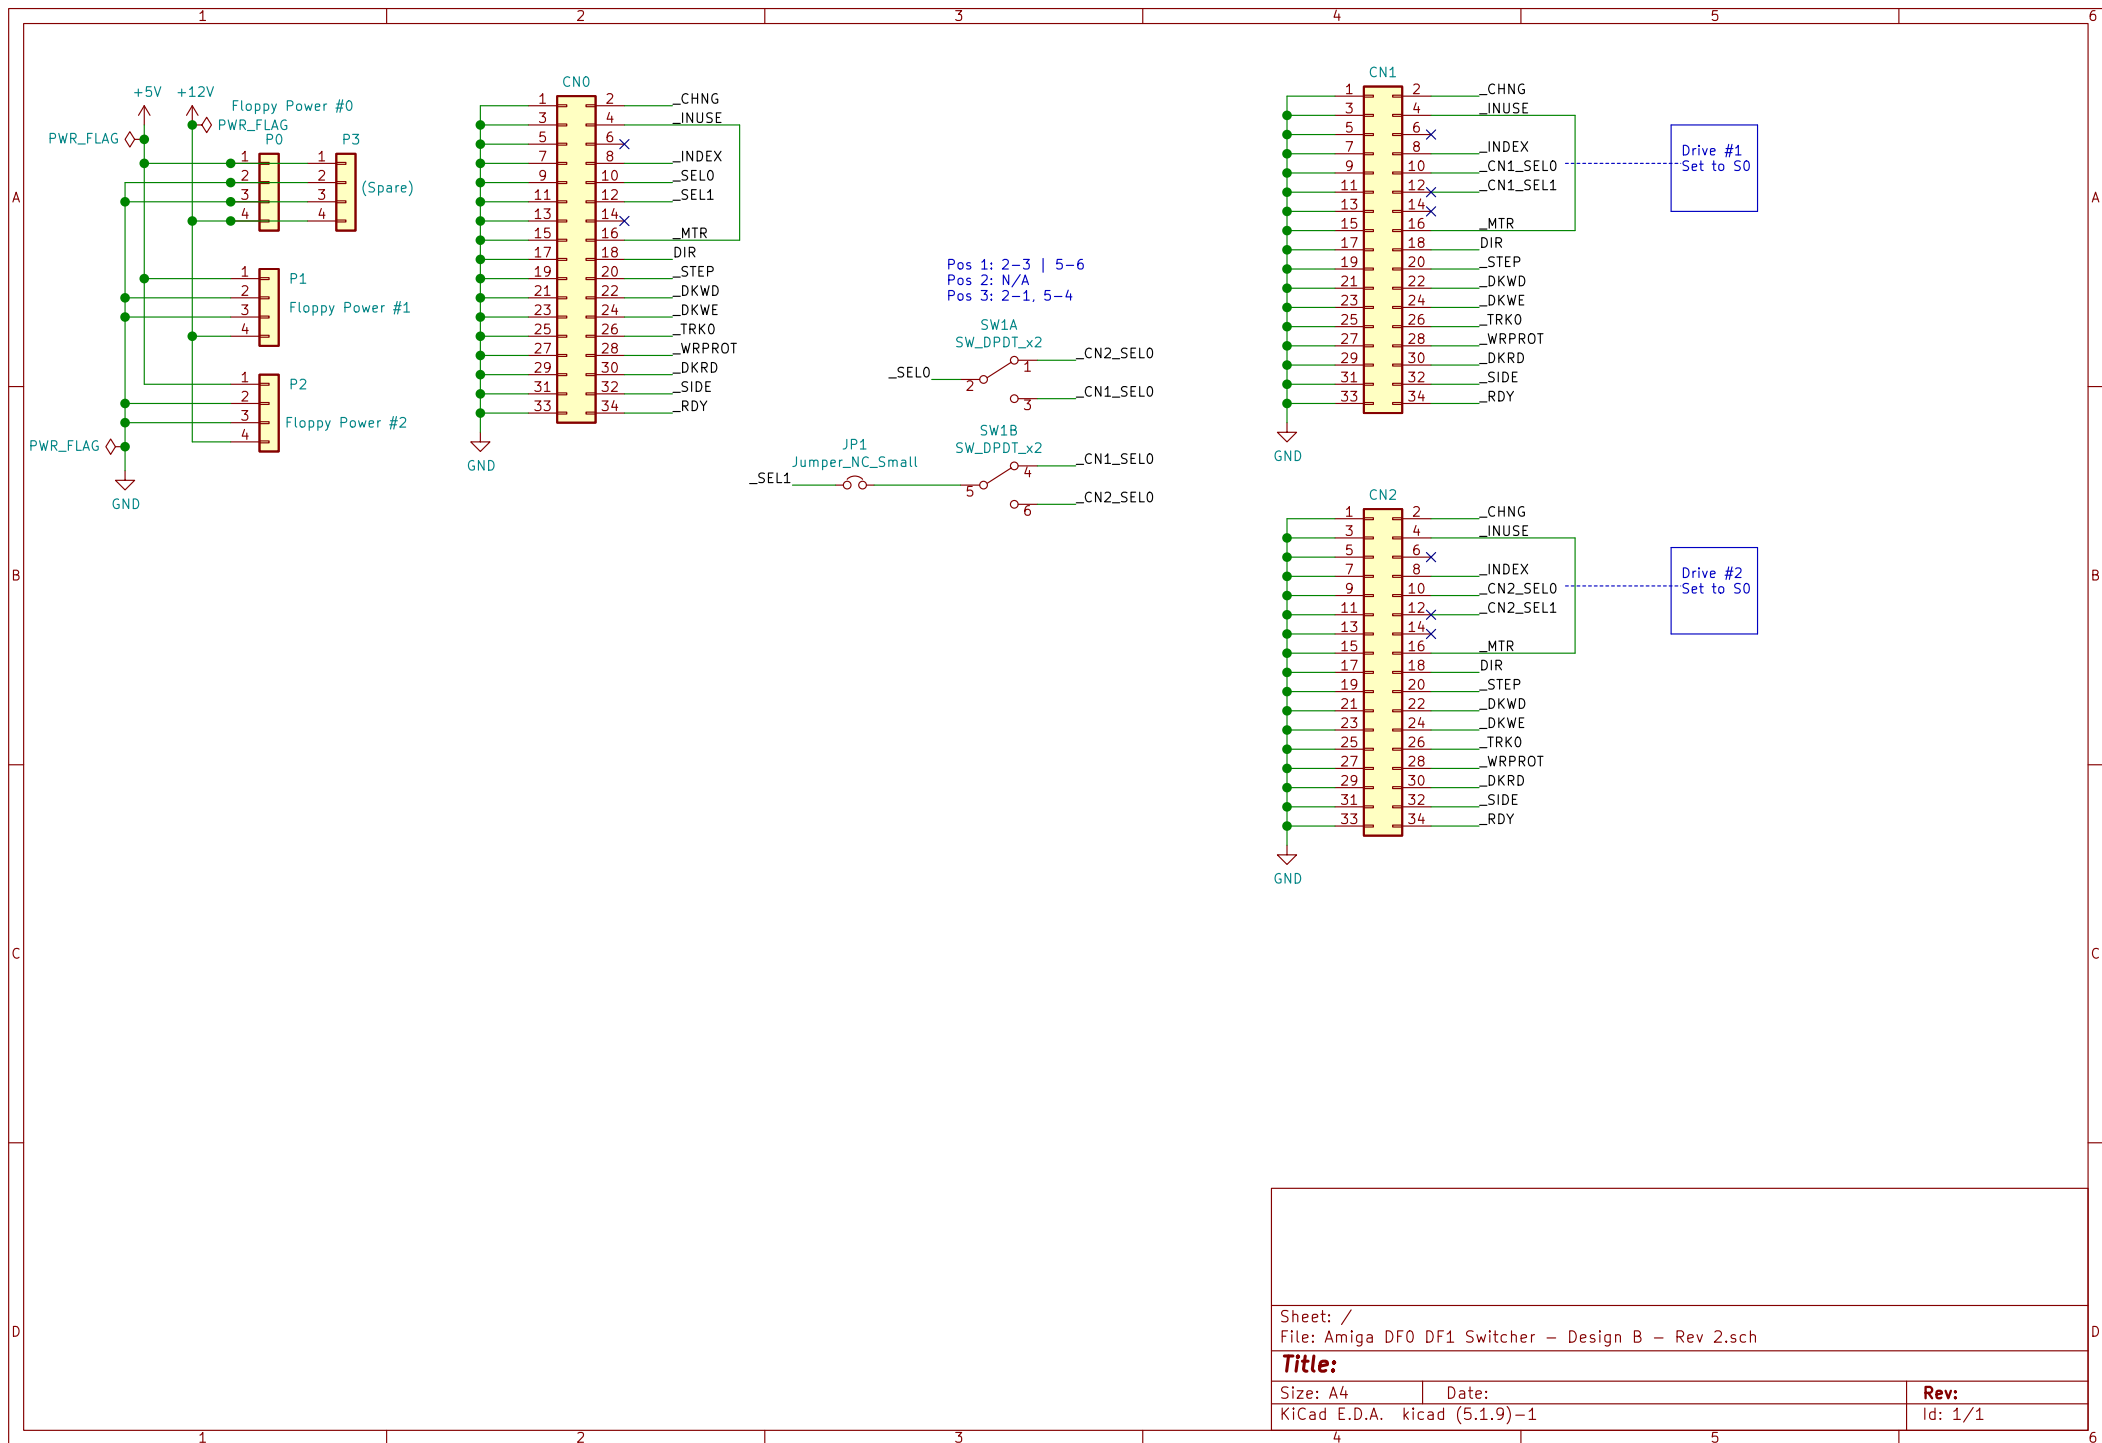 1 2 3 4 5 6
A B C D
+5V +12V
Floppy Power #0
PWR_FLAG
PWR_FLAG
P0 P3
1 1
2 2
(Spare)
3 3
4 4
1 P1
2
Floppy Power #1
3
4
1 P2
2
Floppy Power #2
3
4
PWR_FLAG
GND
CN0
1 2 _CHNG
3 4 _INUSE
5 6
7 8 _INDEX
9 10 _SEL0
11 12 _SEL1
13 14
15 16 _MTR
17 18 DIR
19 20 _STEP
21 22 _DKWD
23 24 _DKWE
25 26 _TRK0
27 28 _WRPROT
29 30 _DKRD
31 32 _SIDE
33 34 _RDY
GND
Pos 1: 2-3 | 5-6
Pos 2: N/A
Pos 3: 2-1, 5-4
SW1A
SW_DPDT_x2
_SEL0 2
1 _CN2_SEL0
3 _CN1_SEL0
SW1B
SW_DPDT_x2
JP1
Jumper_NC_Small
_SEL1 5
4 _CN1_SEL0
6 _CN2_SEL0
CN1
1 2 _CHNG
3 4 _INUSE
5 6
7 8 _INDEX
9 10 _CN1_SEL0
11 12 _CN1_SEL1
13 14
15 16 _MTR
17 18 DIR
19 20 _STEP
21 22 _DKWD
23 24 _DKWE
25 26 _TRK0
27 28 _WRPROT
29 30 _DKRD
31 32 _SIDE
33 34 _RDY
GND
Drive #1
Set to S0
CN2
1 2 _CHNG
3 4 _INUSE
5 6
7 8 _INDEX
9 10 _CN2_SEL0
11 12 _CN2_SEL1
13 14
15 16 _MTR
17 18 DIR
19 20 _STEP
21 22 _DKWD
23 24 _DKWE
25 26 _TRK0
27 28 _WRPROT
29 30 _DKRD
31 32 _SIDE
33 34 _RDY
GND
Drive #2
Set to S0
A B C D
Sheet: /
File: Amiga DF0 DF1 Switcher - Design B - Rev 2.sch
Title:
Size: A4 Date: Rev:
KiCad E.D.A. kicad (5.1.9)-1 Id: 1/1
1 2 3 4 5 6